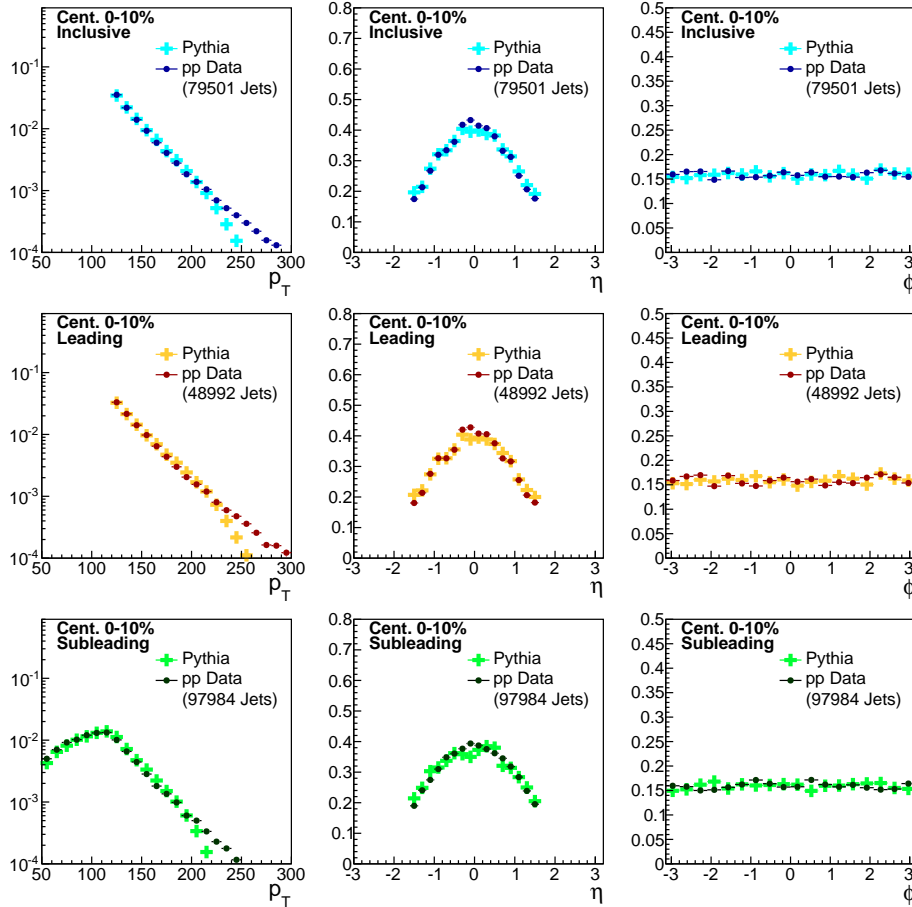 Cent. 0-10%
Inclusive
Pythia
pp Data
(79501 Jets)
10-1
10-2
10-3
10-4
50 100 150 200 250 300
pT
Cent. 0-10%
Inclusive
Pythia
pp Data
(79501 Jets)
0.8
0.7
0.6
0.5
0.4
0.3
0.2
0.1
0
-3 -2 -1 0 1 2 3
η
Cent. 0-10%
Inclusive
Pythia
pp Data
(79501 Jets)
0.5
0.45
0.4
0.35
0.3
0.25
0.2
0.15
0.1
0.05
0
-3 -2 -1 0 1 2 3
ϕ
Cent. 0-10%
Leading
Pythia
pp Data
(48992 Jets)
10-1
10-2
10-3
10-4
50 100 150 200 250 300
pT
Cent. 0-10%
Leading
Pythia
pp Data
(48992 Jets)
0.8
0.7
0.6
0.5
0.4
0.3
0.2
0.1
0
-3 -2 -1 0 1 2 3
η
Cent. 0-10%
Leading
Pythia
pp Data
(48992 Jets)
0.5
0.45
0.4
0.35
0.3
0.25
0.2
0.15
0.1
0.05
0
-3 -2 -1 0 1 2 3
ϕ
Cent. 0-10%
Subleading
Pythia
pp Data
(97984 Jets)
10-1
10-2
10-3
10-4
50 100 150 200 250 300
pT
Cent. 0-10%
Subleading
Pythia
pp Data
(97984 Jets)
0.8
0.7
0.6
0.5
0.4
0.3
0.2
0.1
0
-3 -2 -1 0 1 2 3
η
Cent. 0-10%
Subleading
Pythia
pp Data
(97984 Jets)
0.5
0.45
0.4
0.35
0.3
0.25
0.2
0.15
0.1
0.05
0
-3 -2 -1 0 1 2 3
ϕ